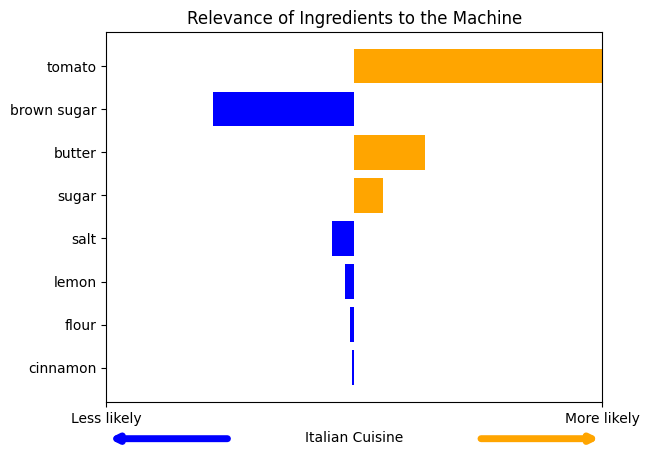 Relevance of Ingredients to the Machine
tomato
brown sugar
butter
sugar
salt
lemon
flour
cinnamon
Less likely
More likely
Italian Cuisine